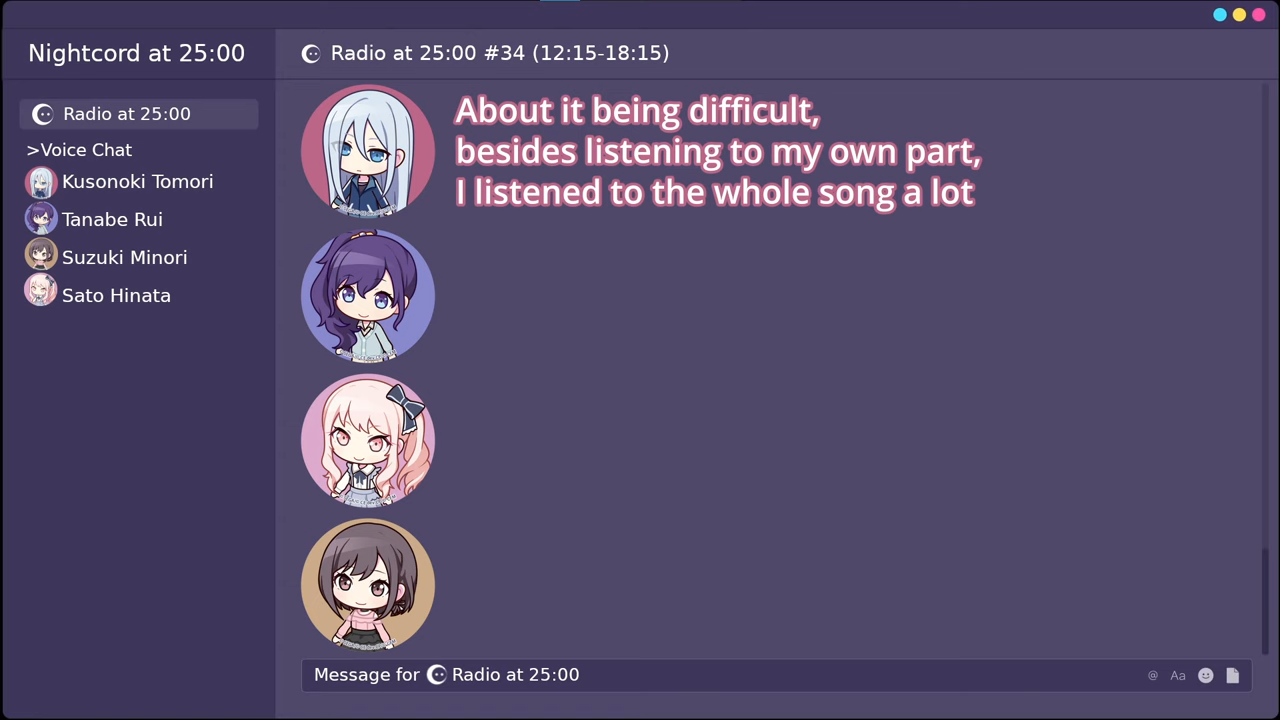 Nightcord at 25:00
Radio at 25:00 #34 (12:15-18:15)
Radio at 25:00
>Voice Chat
Kusonoki Tomori
Tanabe Rui
Suzuki Minori
Sato Hinata
About it being difficult,
besides listening to my own part,
I listened to the whole song a lot
Message for Radio at 25:00
@ Aa